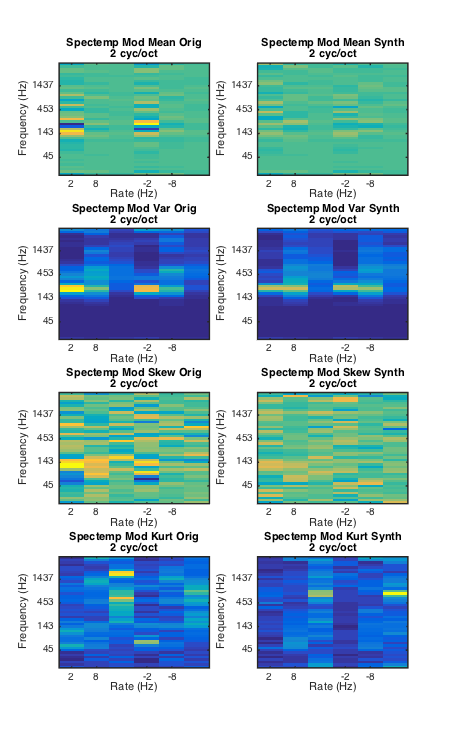 Spectemp Mod Mean Orig
2 cyc/oct
Frequency (Hz)
1437
453
143
45
2 8 -2 -8
Rate (Hz)
Spectemp Mod Mean Synth
2 cyc/oct
Frequency (Hz)
1437
453
143
45
2 8 -2 -8
Rate (Hz)
Spectemp Mod Var Orig
2 cyc/oct
Frequency (Hz)
1437
453
143
45
2 8 -2 -8
Rate (Hz)
Spectemp Mod Var Synth
2 cyc/oct
Frequency (Hz)
1437
453
143
45
2 8 -2 -8
Rate (Hz)
Spectemp Mod Skew Orig
2 cyc/oct
Frequency (Hz)
1437
453
143
45
2 8 -2 -8
Rate (Hz)
Spectemp Mod Skew Synth
2 cyc/oct
Frequency (Hz)
1437
453
143
45
2 8 -2 -8
Rate (Hz)
Spectemp Mod Kurt Orig
2 cyc/oct
Frequency (Hz)
1437
453
143
45
2 8 -2 -8
Rate (Hz)
Spectemp Mod Kurt Synth
2 cyc/oct
Frequency (Hz)
1437
453
143
45
2 8 -2 -8
Rate (Hz)